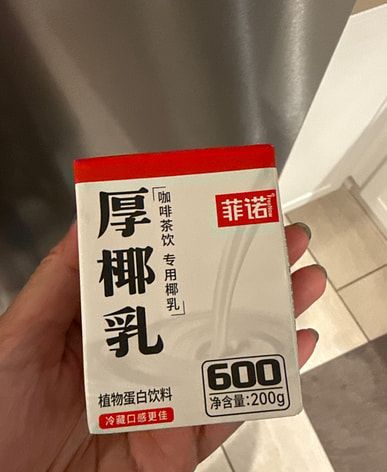 厚椰乳
「咖啡茶饮 专用椰乳」
菲诺
植物蛋白饮料
冷藏口感更佳
600
净含量:200g